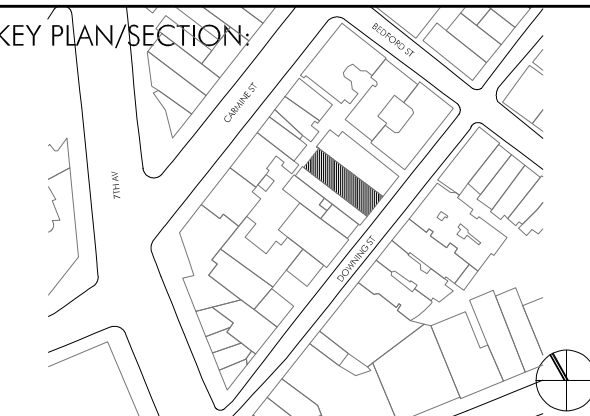 KEY PLAN/SECTION:
BEDFORD ST
CARMINE ST
7TH AV
DOWNING ST